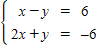 x − y = 6
2x + y = −6